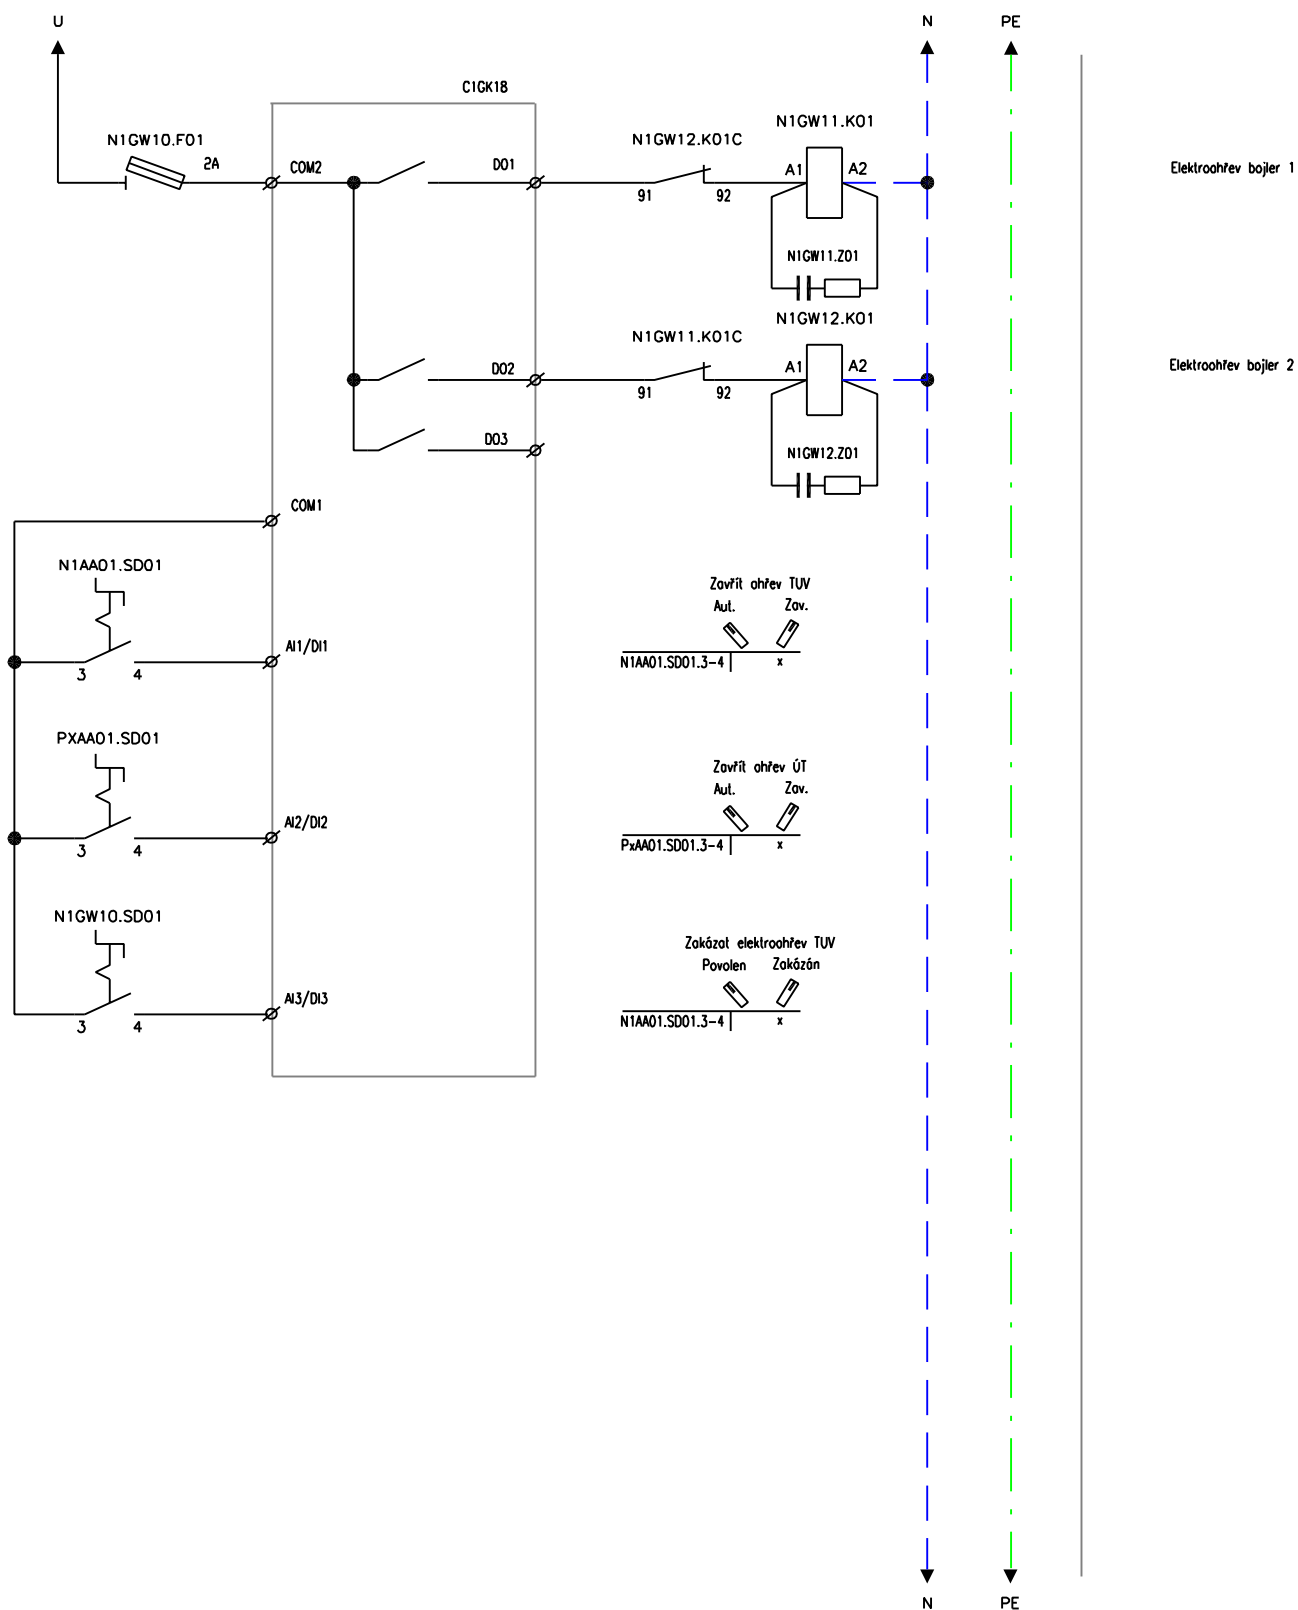 U
N
PE
C1GK18
N1GW10.F01
2A
COM2
DO1
N1GW12.K01C
91
92
N1GW11.K01
A1
A2
Elektroohřev bojler 1
N1GW11.Z01
DO2
N1GW11.K01C
91
92
N1GW12.K01
A1
A2
Elektroohřev bojler 2
N1GW12.Z01
DO3
COM1
N1AA01.SD01
3
4
AI1/DI1
Zavřít ohřev TUV
Aut.
Zav.
N1AA01.SD01.3-4
x
PXAA01.SD01
3
4
AI2/DI2
Zavřít ohřev ÚT
Aut.
Zav.
PxAA01.SD01.3-4
x
N1GW10.SD01
3
4
AI3/DI3
Zakázat elektroohřev TUV
Povolen
Zakázán
N1AA01.SD01.3-4
x
N
PE